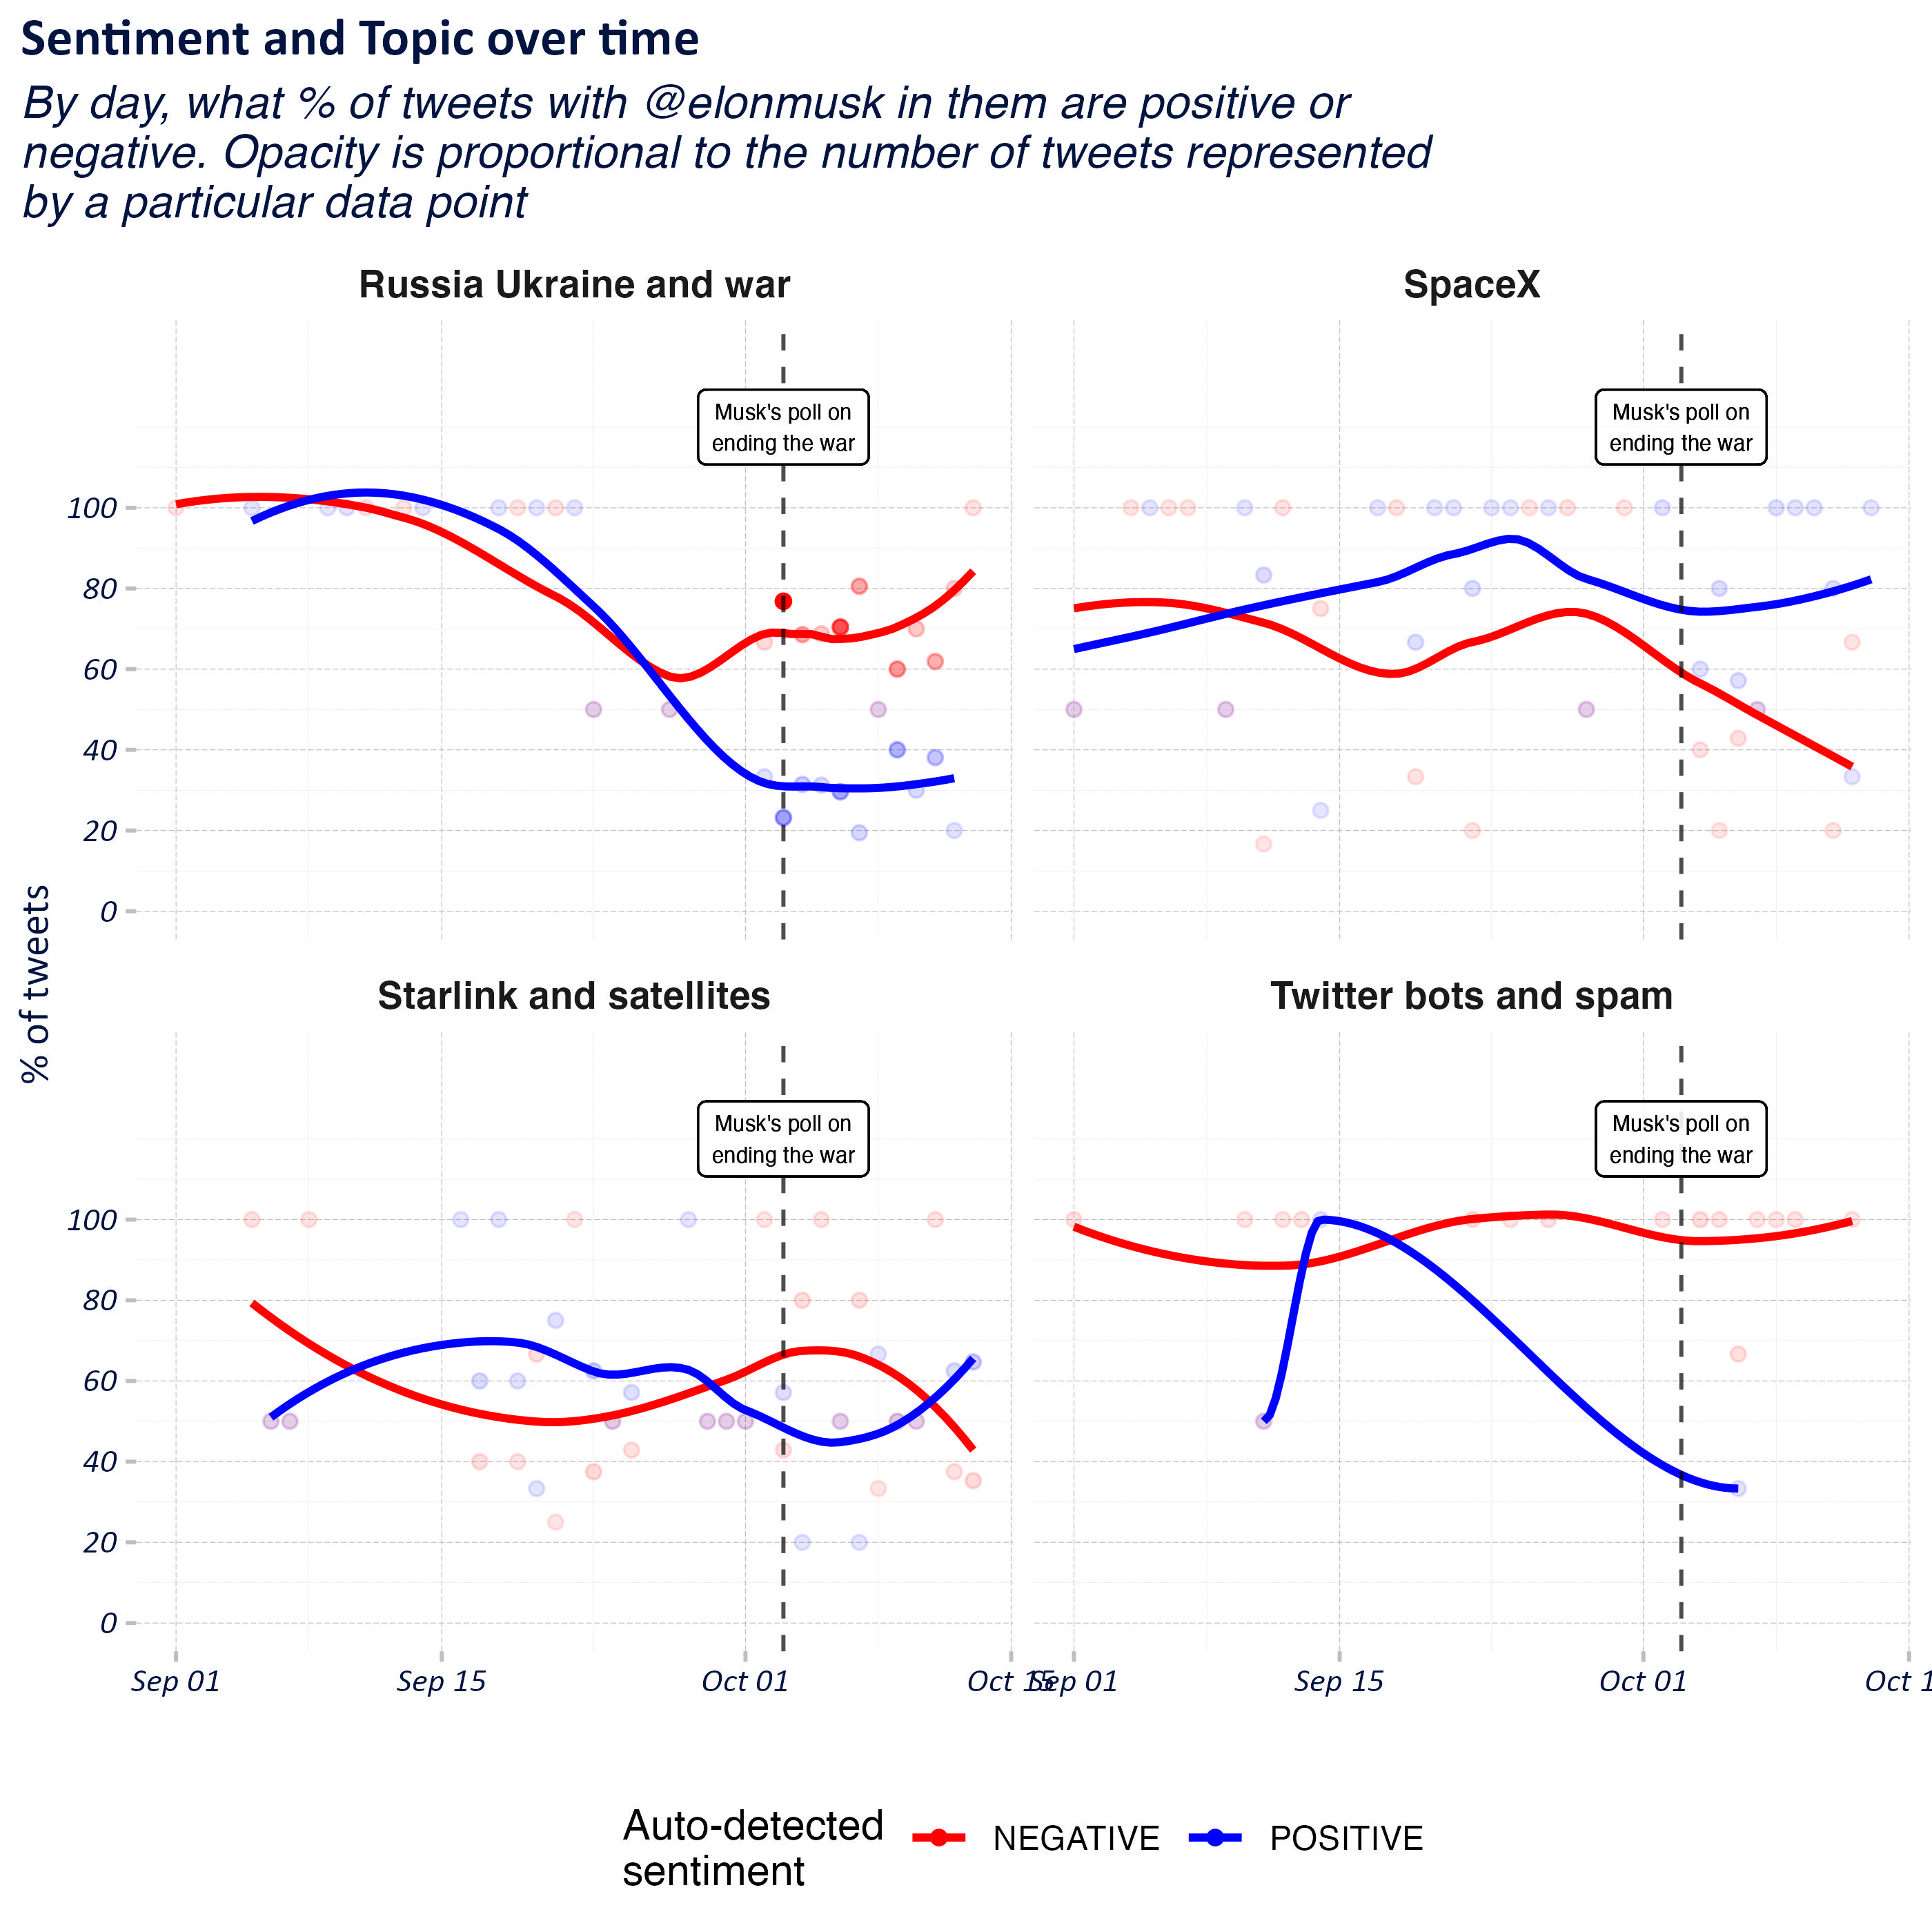 Sentiment and Topic over time
By day, what % of tweets with @elonmusk in them are positive or
negative. Opacity is proportional to the number of tweets represented
by a particular data point
Russia Ukraine and war
SpaceX
Musk's poll on
ending the war
Musk's poll on
ending the war
100
80
60
40
20
0
% of tweets
Starlink and satellites
Twitter bots and spam
Musk's poll on
ending the war
Musk's poll on
ending the war
100
80
60
40
20
0
Sep 01 Sep 15 Oct 01 Oct 15 Sep 01 Sep 15 Oct 01 Oct 1
Auto-detected
sentiment
NEGATIVE POSITIVE